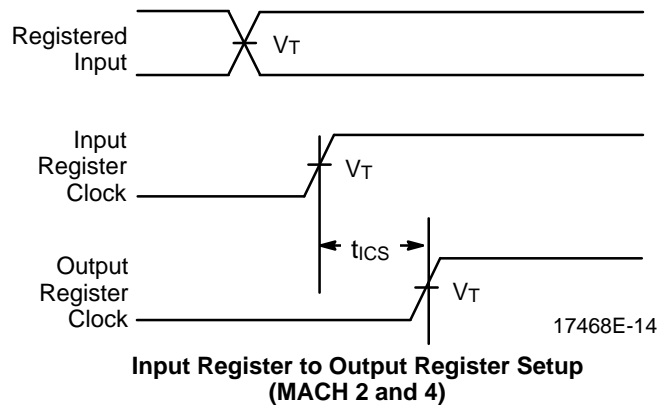 Registered
Input
VT
Input
Register
Clock
VT
tICS
Output
Register
Clock
VT
17468E-14
Input Register to Output Register Setup
(MACH 2 and 4)